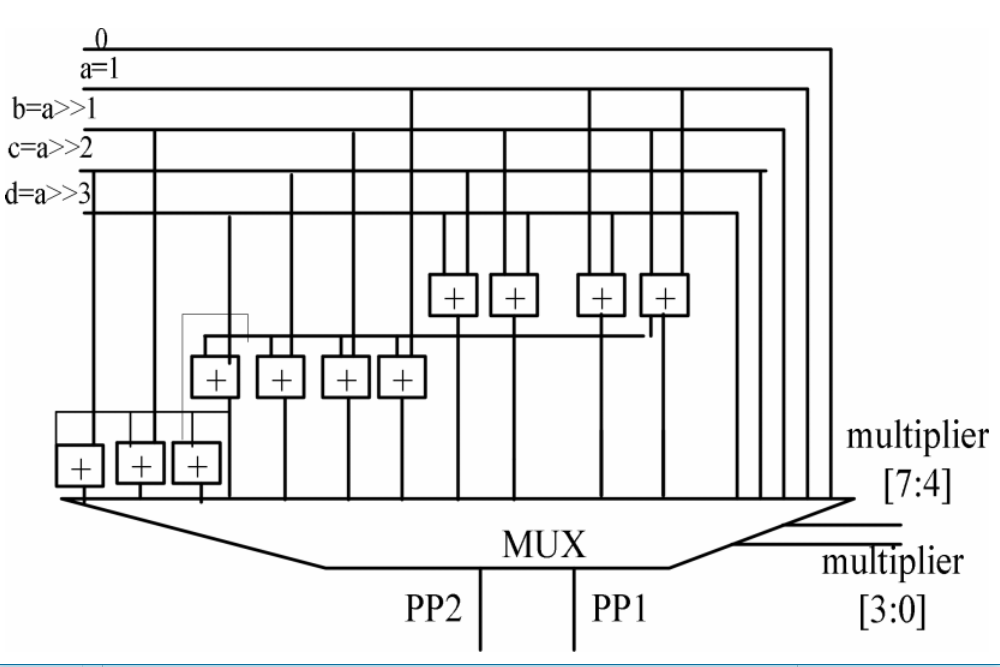 0
a=1
b=a>>1
c=a>>2
d=a>>3
+ + + +
+ + + +
+ + +
multiplier
[7:4]
MUX
multiplier
[3:0]
PP2 PP1